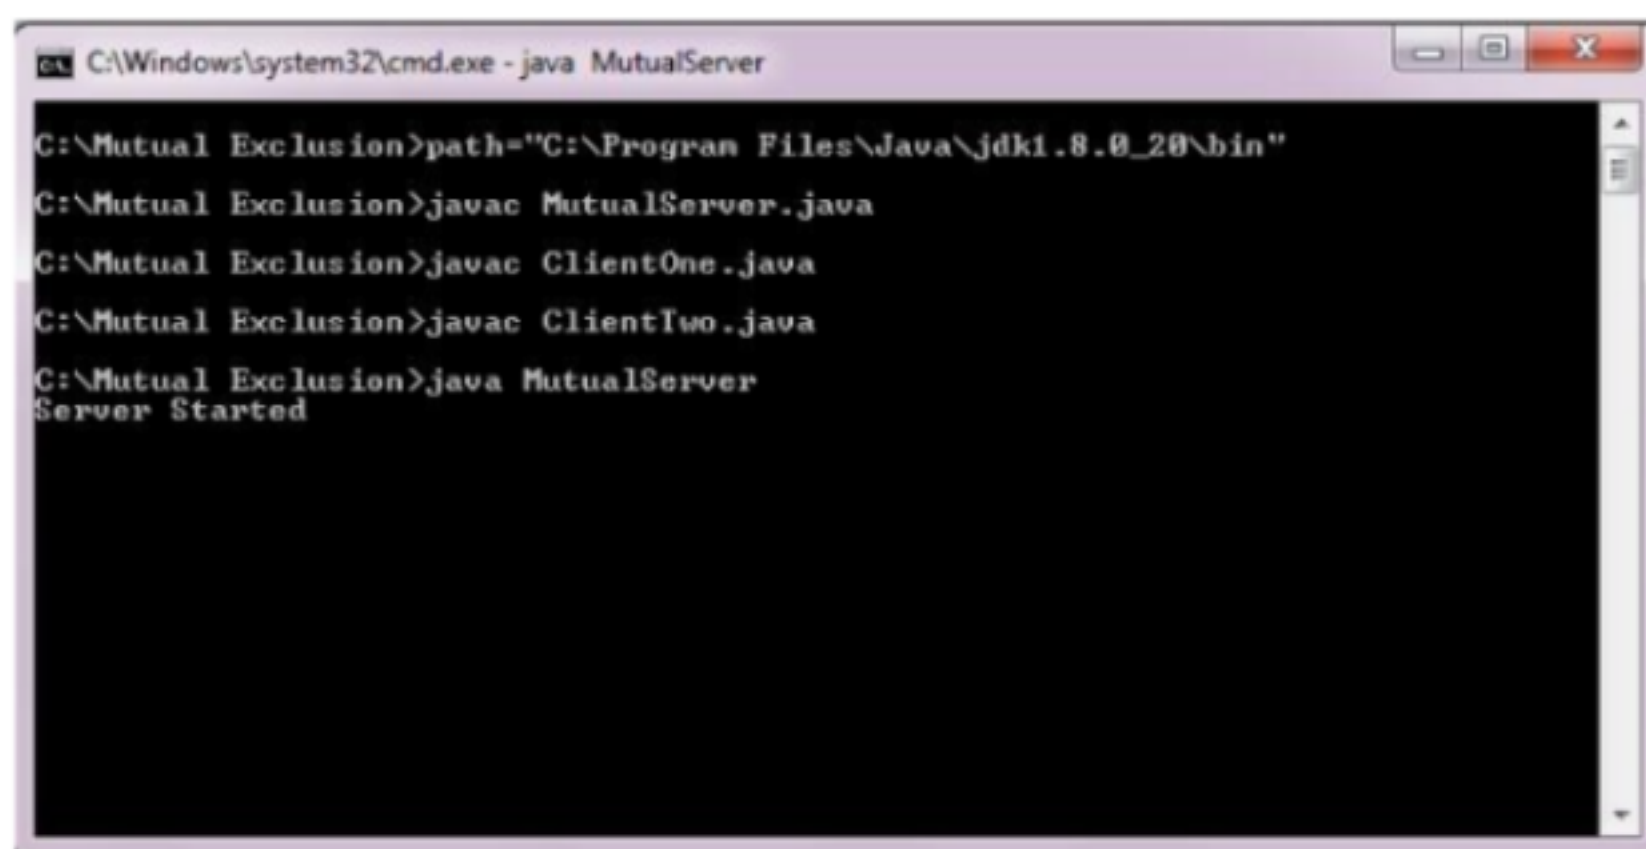 C:\Windows\system32\cmd.exe - java  MutualServer
C:\Mutual Exclusion>path="C:\Program Files\Java\jdk1.8.0_20\bin"
C:\Mutual Exclusion>javac MutualServer.java
C:\Mutual Exclusion>javac ClientOne.java
C:\Mutual Exclusion>javac ClientTwo.java
C:\Mutual Exclusion>java MutualServer
Server Started